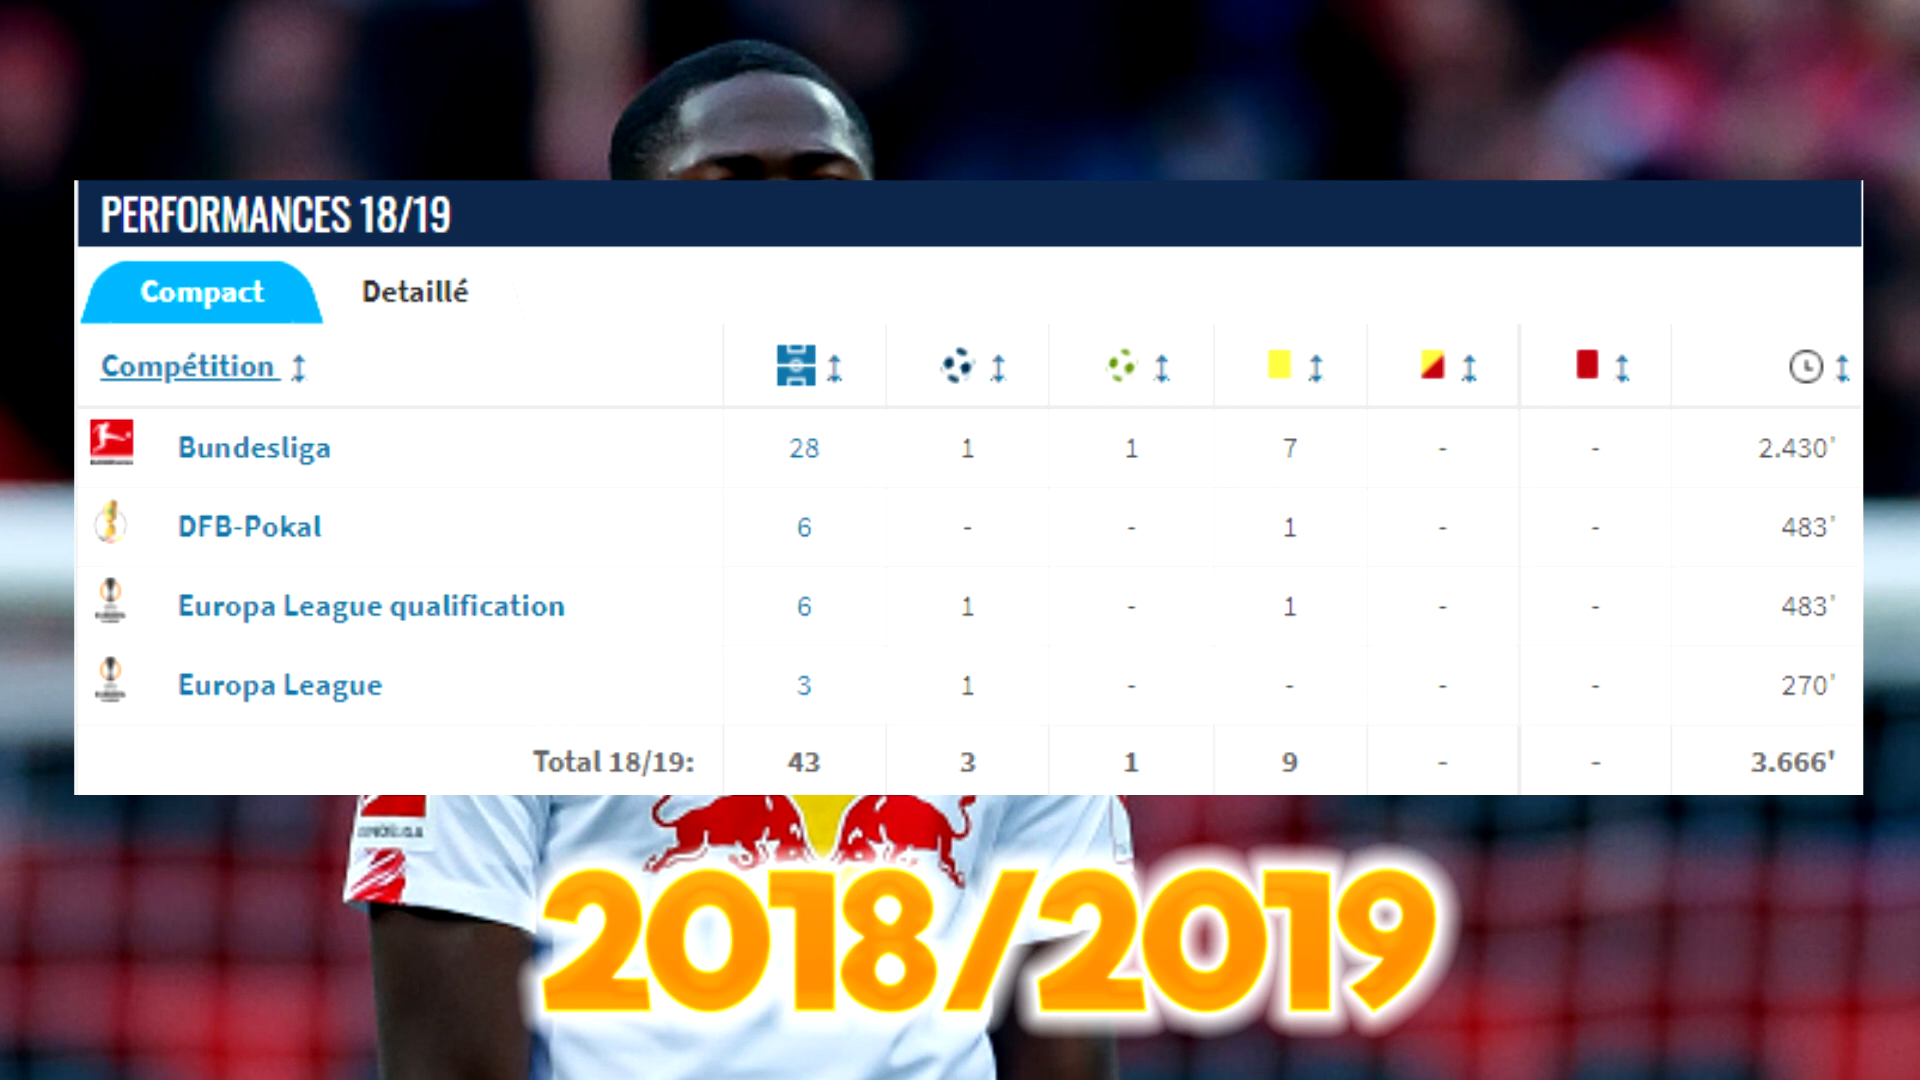 PERFORMANCES 18/19
Compact Detaillé
Compétition
Bundesliga 28 1 1 7 - - 2.430'
DFB-Pokal 6 - - 1 - - 483'
Europa League qualification 6 1 - 1 - - 483'
Europa League 3 1 - - - - 270'
Total 18/19: 43 3 1 9 - - 3.666'
2018/2019